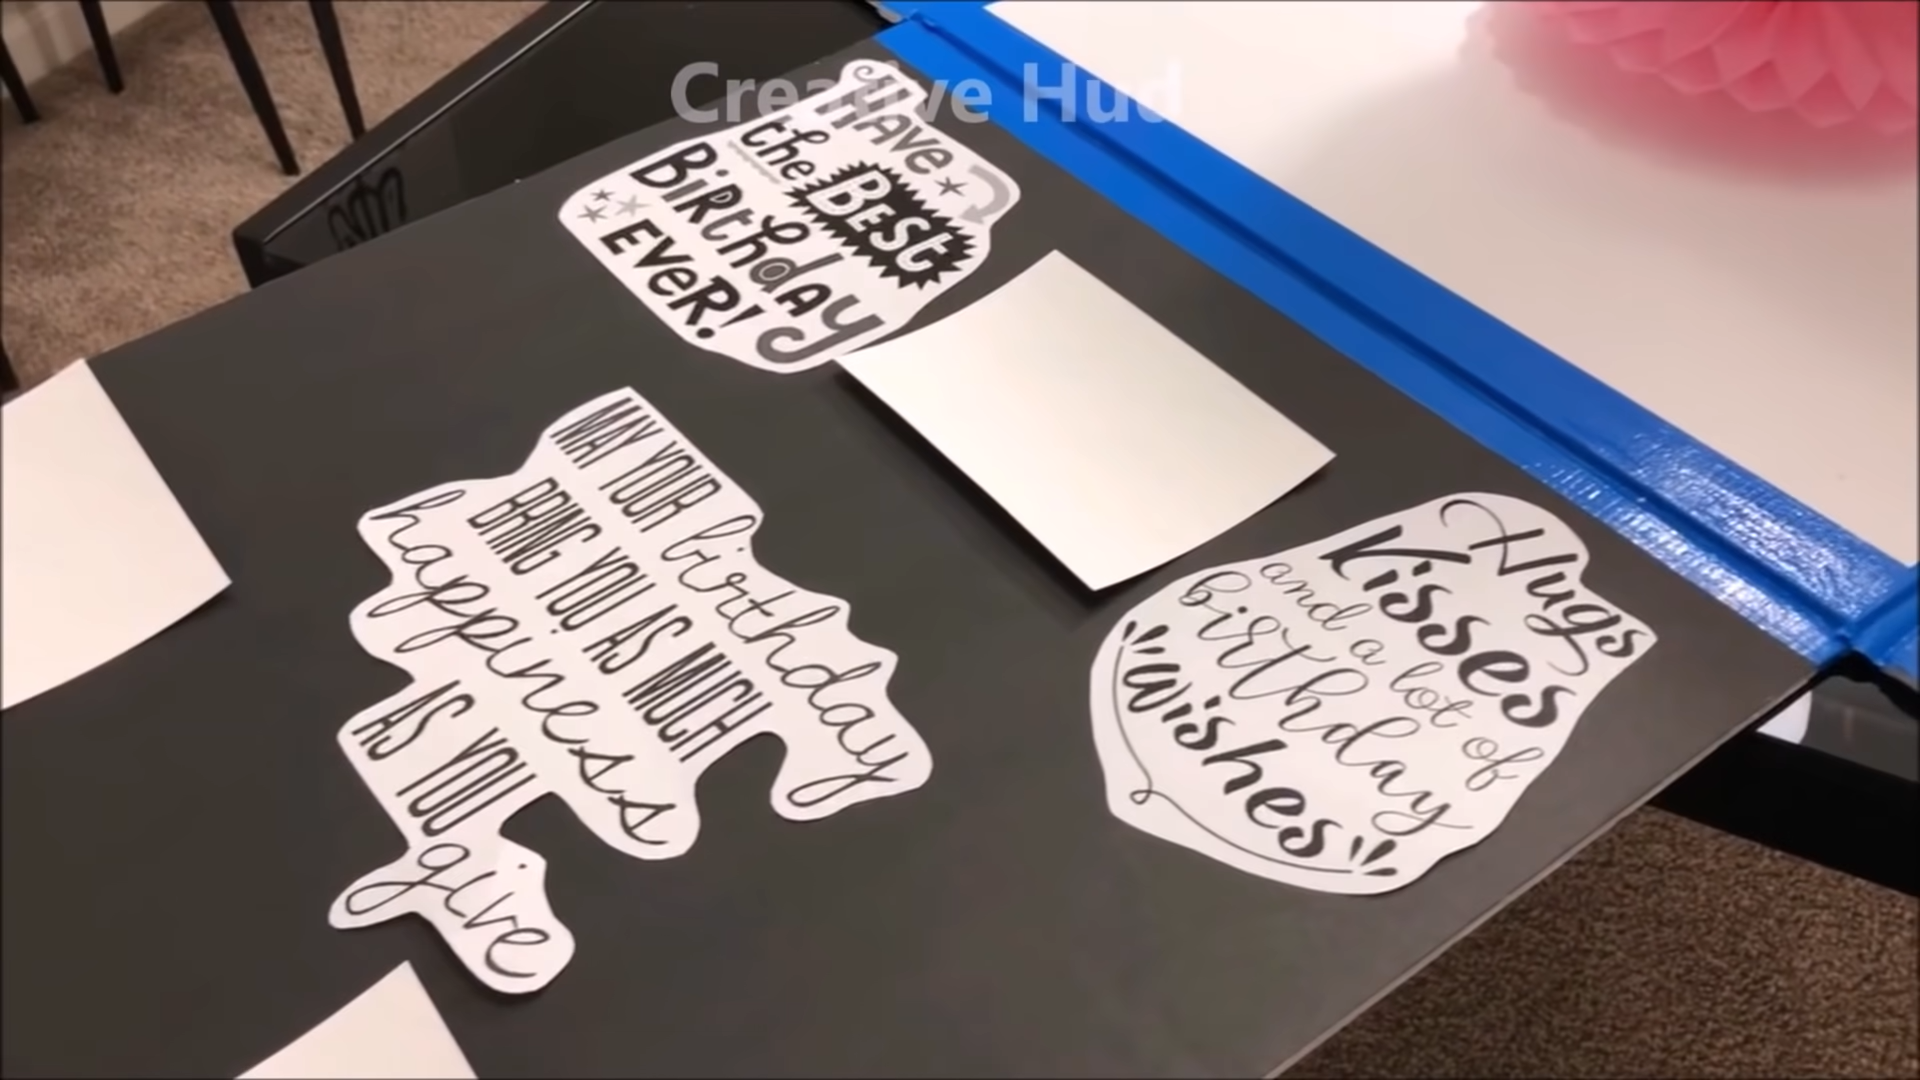 Creative Hud
Have
the Best
Birthday
EVER!
MAY YOUR birthday
BRING YOU AS MUCH
happiness
AS YOU
give
Hugs
Kisses
and a lot of
birthday
wishes